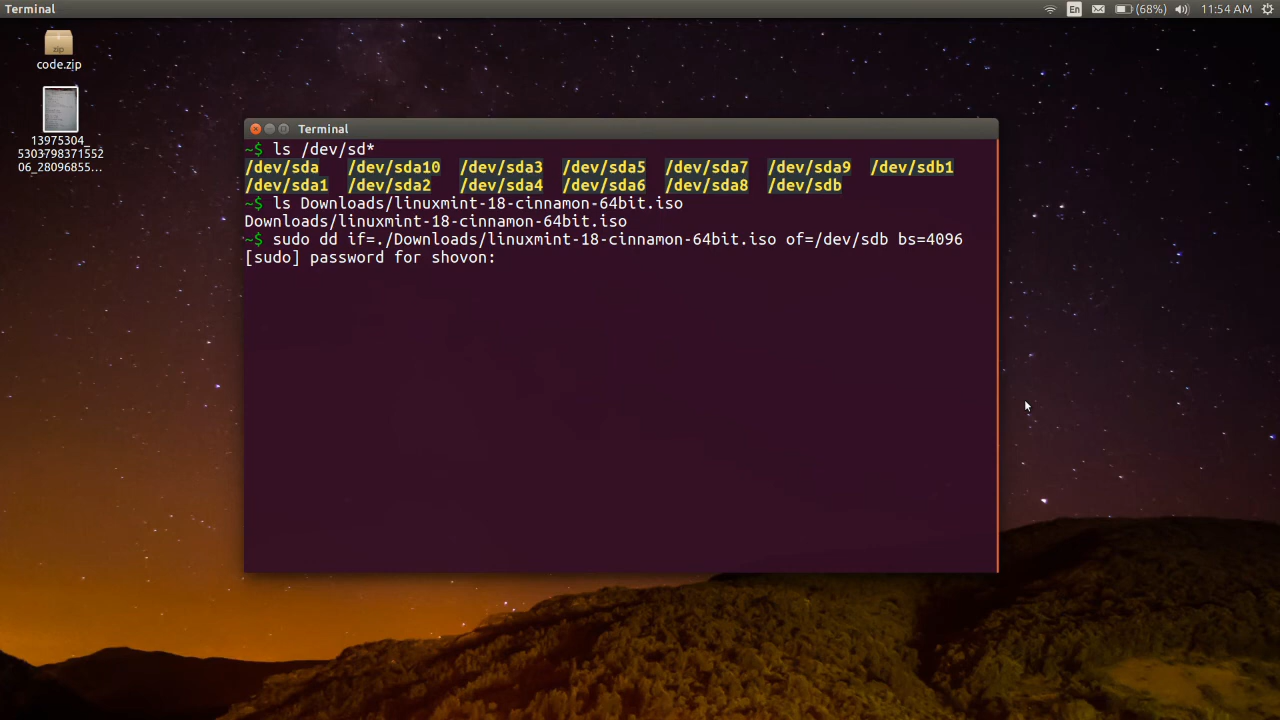 Terminal
En
(68%)
11:54 AM
zip
code.zip
13975304_
5303798371552
06_28096855...
Terminal
~$ ls /dev/sd*
/dev/sda /dev/sda10 /dev/sda3 /dev/sda5 /dev/sda7 /dev/sda9 /dev/sdb1
/dev/sda1 /dev/sda2 /dev/sda4 /dev/sda6 /dev/sda8 /dev/sdb
~$ ls Downloads/linuxmint-18-cinnamon-64bit.iso
Downloads/linuxmint-18-cinnamon-64bit.iso
~$ sudo dd if=./Downloads/linuxmint-18-cinnamon-64bit.iso of=/dev/sdb bs=4096
[sudo] password for shovon: